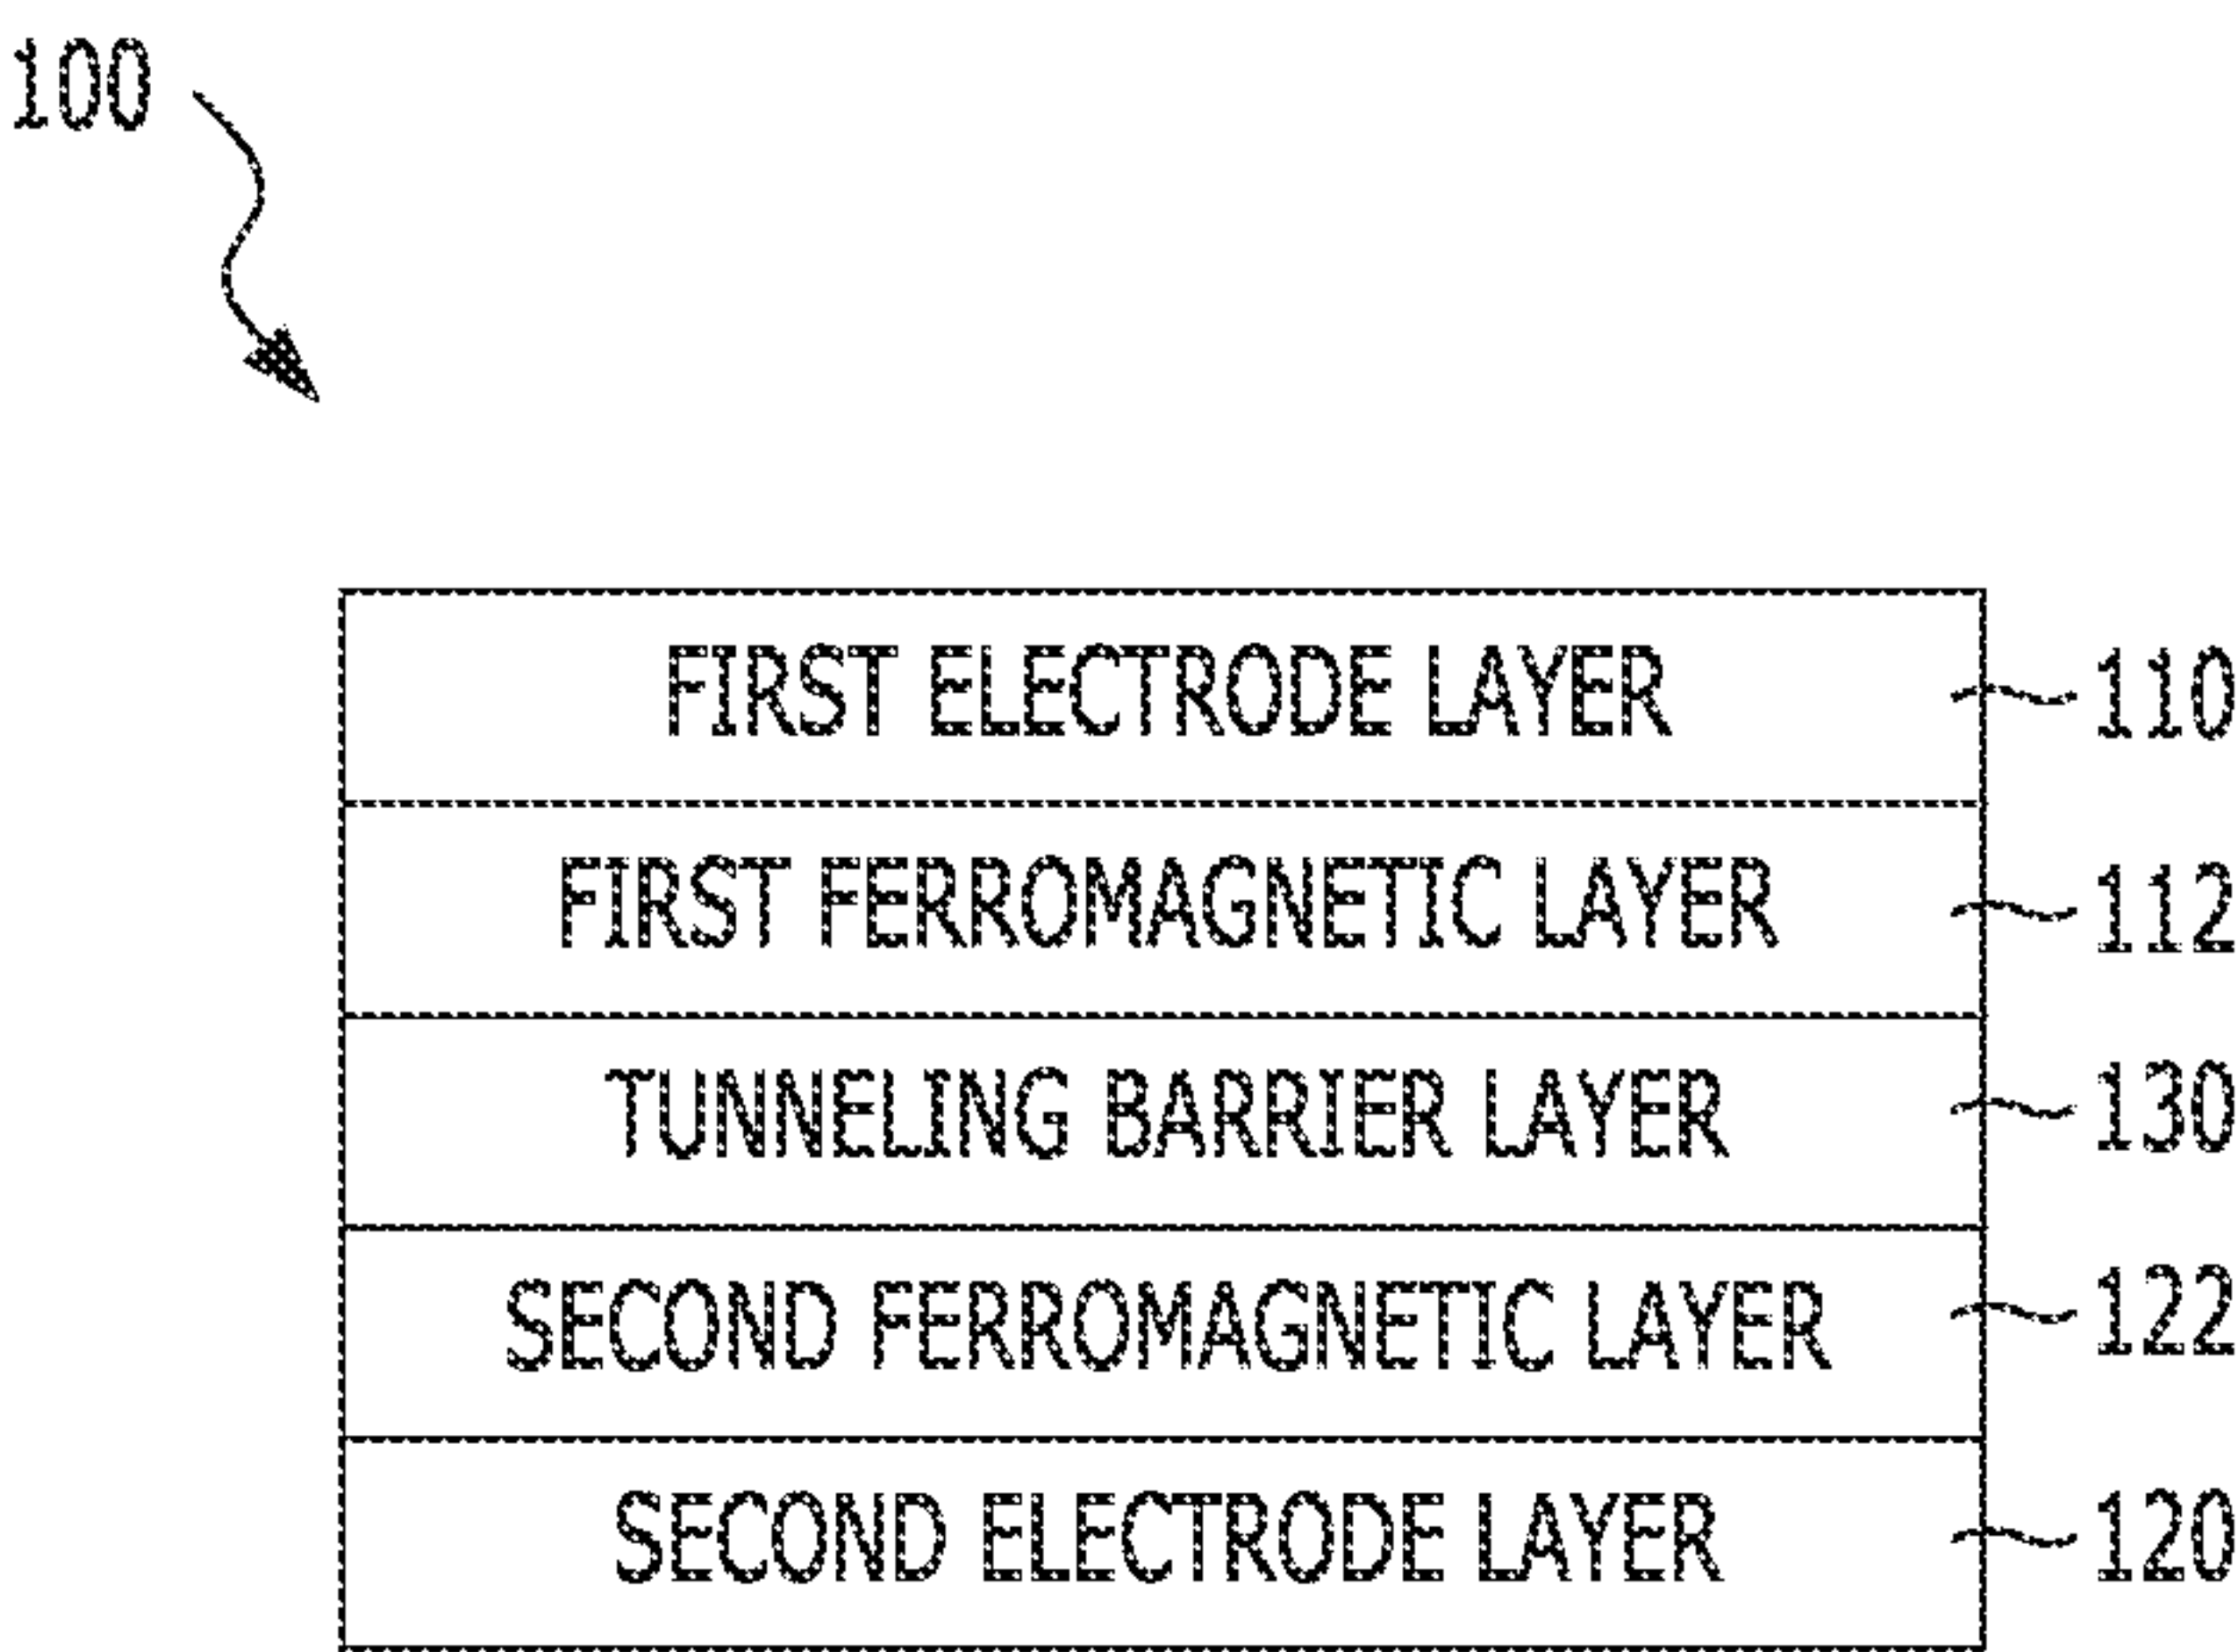 100
FIRST ELECTRODE LAYER 110
FIRST FERROMAGNETIC LAYER 112
TUNNELING BARRIER LAYER 130
SECOND FERROMAGNETIC LAYER 122
SECOND ELECTRODE LAYER 120